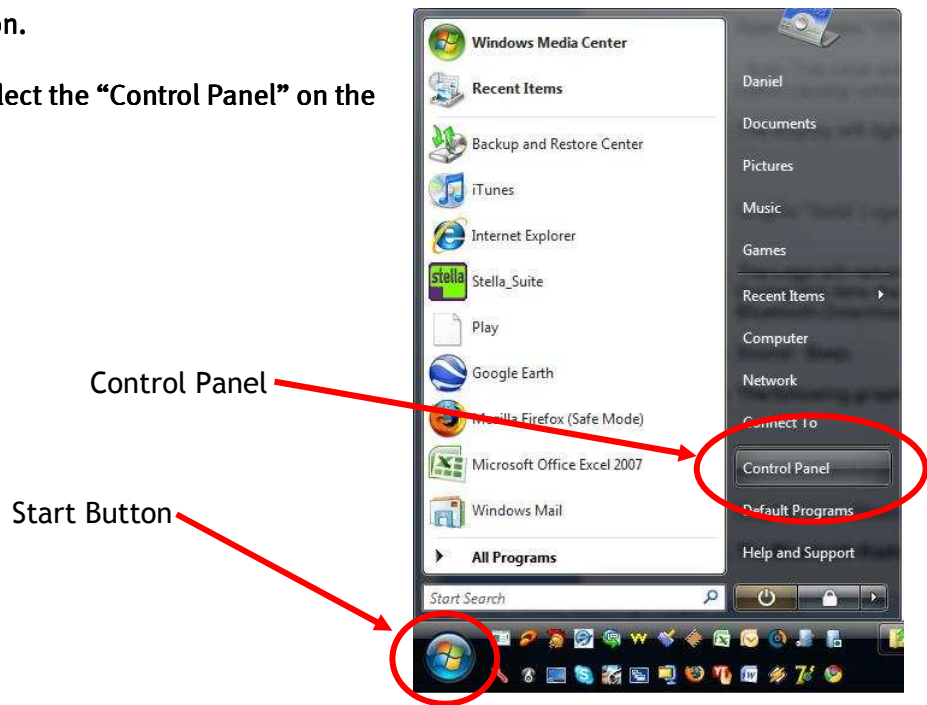 on.
lect the “Control Panel” on the
Control Panel
Start Button
Windows Media Center
Recent Items
Backup and Restore Center
iTunes
Internet Explorer
stella
Stella_Suite
Play
Google Earth
Mozilla Firefox (Safe Mode)
Microsoft Office Excel 2007
Windows Mail
All Programs
Start Search
Daniel
Documents
Pictures
Music
Games
Recent Items
Computer
Network
Connect To
Control Panel
Default Programs
Help and Support